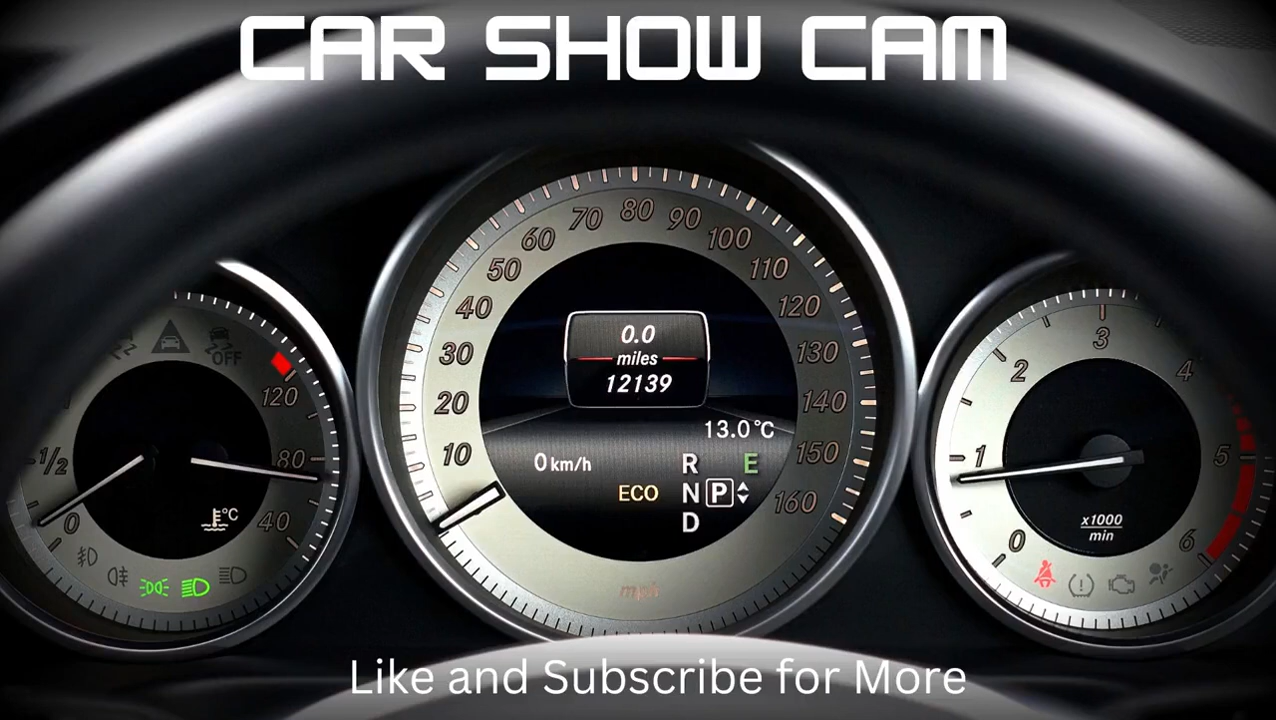 CAR SHOW CAM
70 80 90
60 100
50 110
40 120
30 130
20 140
10 150
160
0.0
miles
12139
13.0°C
0 km/h
R E
ECO N P
D
mph
OFF
120
1/2 80
°C
0 40
3
2 4
1 5
0 6
x1000
min
Like and Subscribe for More